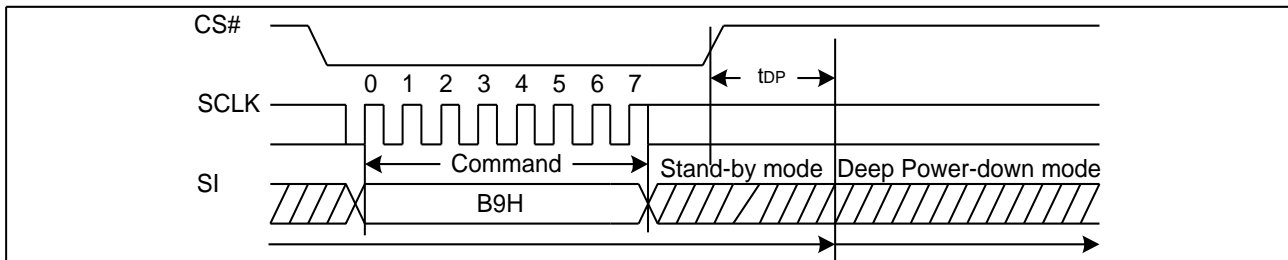 CS#
tDP
0 1 2 3 4 5 6 7
SCLK
Command
Stand-by mode Deep Power-down mode
SI
B9H